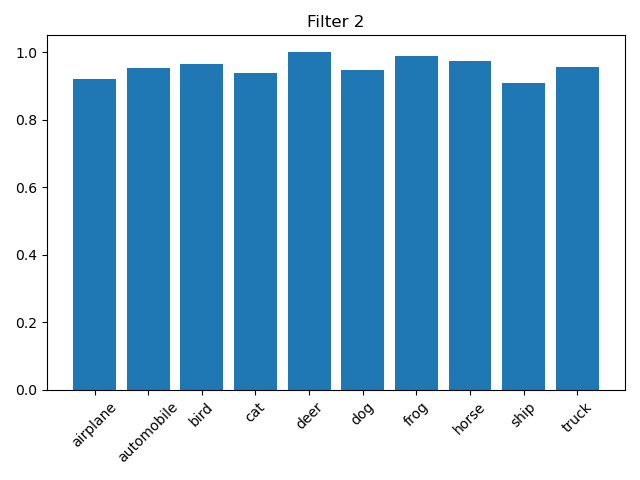 Filter 2
1.0
0.8
0.6
0.4
0.2
0.0
airplane
automobile
bird
cat
deer
dog
frog
horse
ship
truck